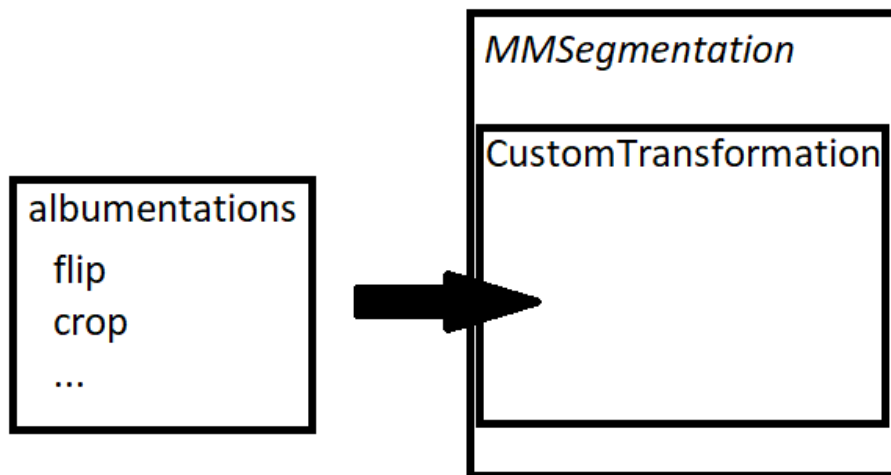 MMSegmentation
CustomTransformation
albumentations
flip
crop
...